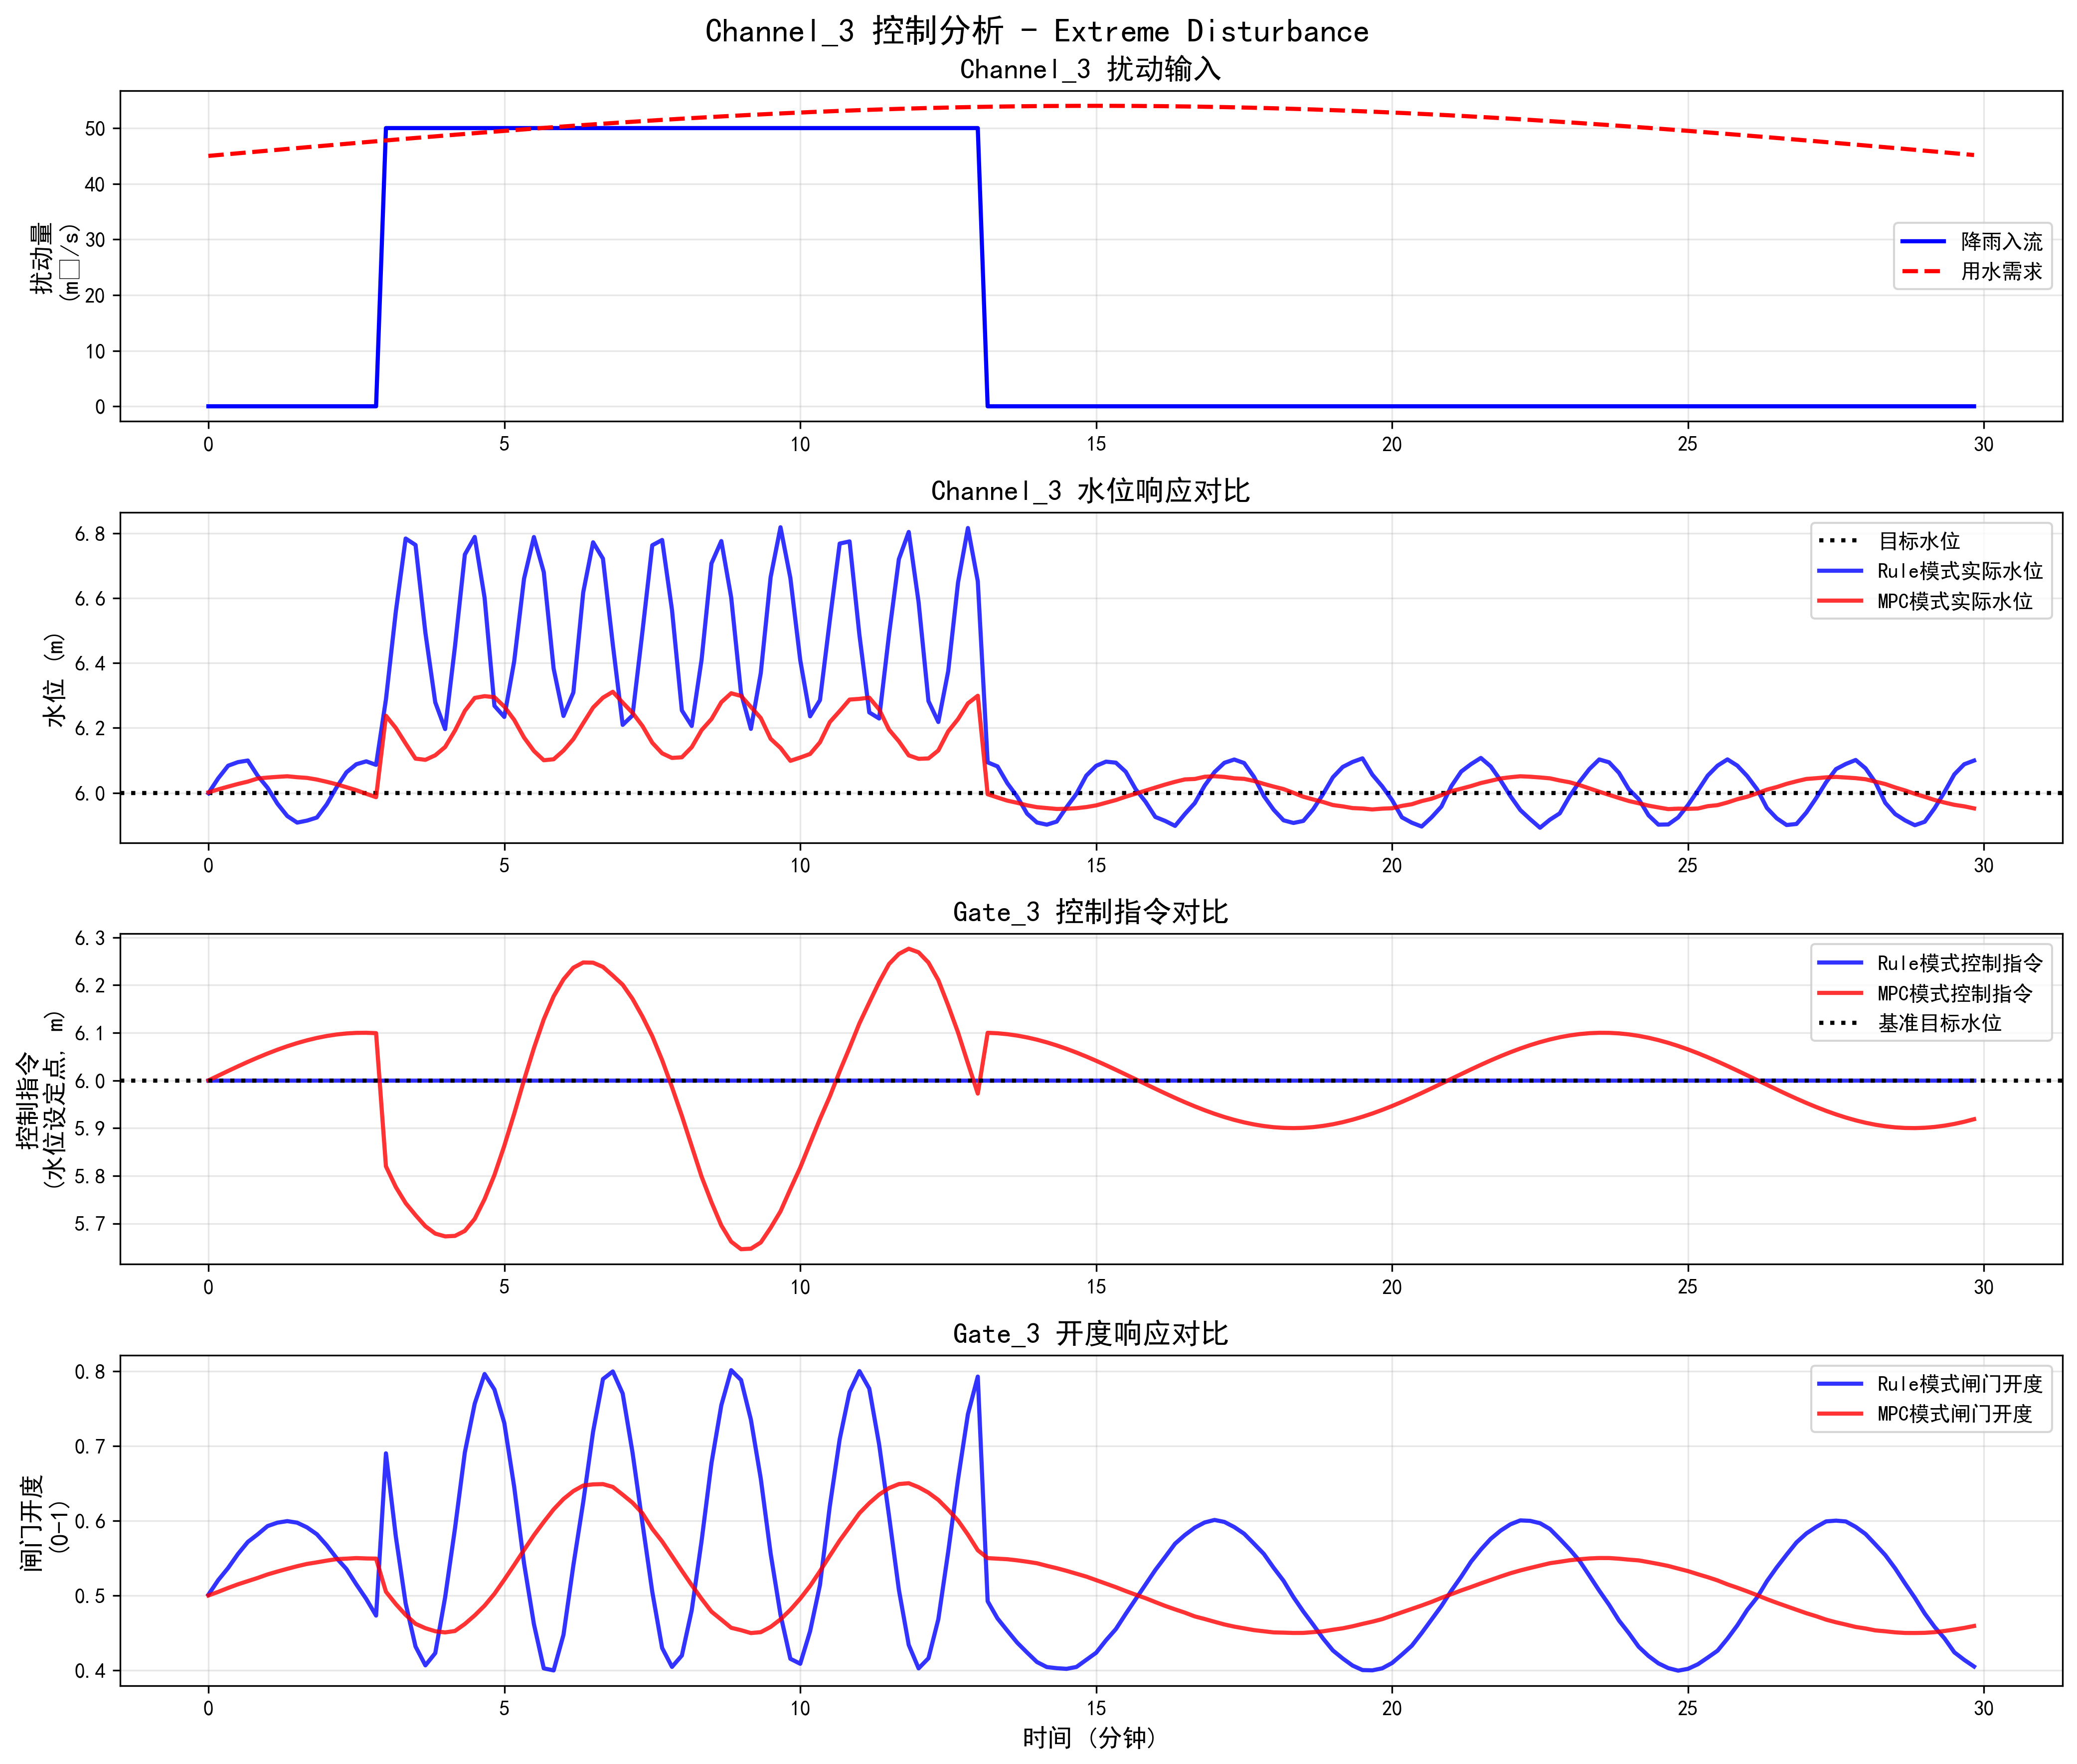 Channel_3 控制分析 - Extreme Disturbance
Channel_3 扰动输入
扰动量
(m□/s)
50
40
30
20
10
0
降雨入流
用水需求
0 5 10 15 20 25 30
Channel_3 水位响应对比
水位 (m)
6.8
6.6
6.4
6.2
6.0
目标水位
Rule模式实际水位
MPC模式实际水位
0 5 10 15 20 25 30
Gate_3 控制指令对比
控制指令
(水位设定点, m)
6.3
6.2
6.1
6.0
5.9
5.8
5.7
Rule模式控制指令
MPC模式控制指令
基准目标水位
0 5 10 15 20 25 30
Gate_3 开度响应对比
闸门开度
(0-1)
0.8
0.7
0.6
0.5
0.4
Rule模式闸门开度
MPC模式闸门开度
0 5 10 15 20 25 30
时间 (分钟)